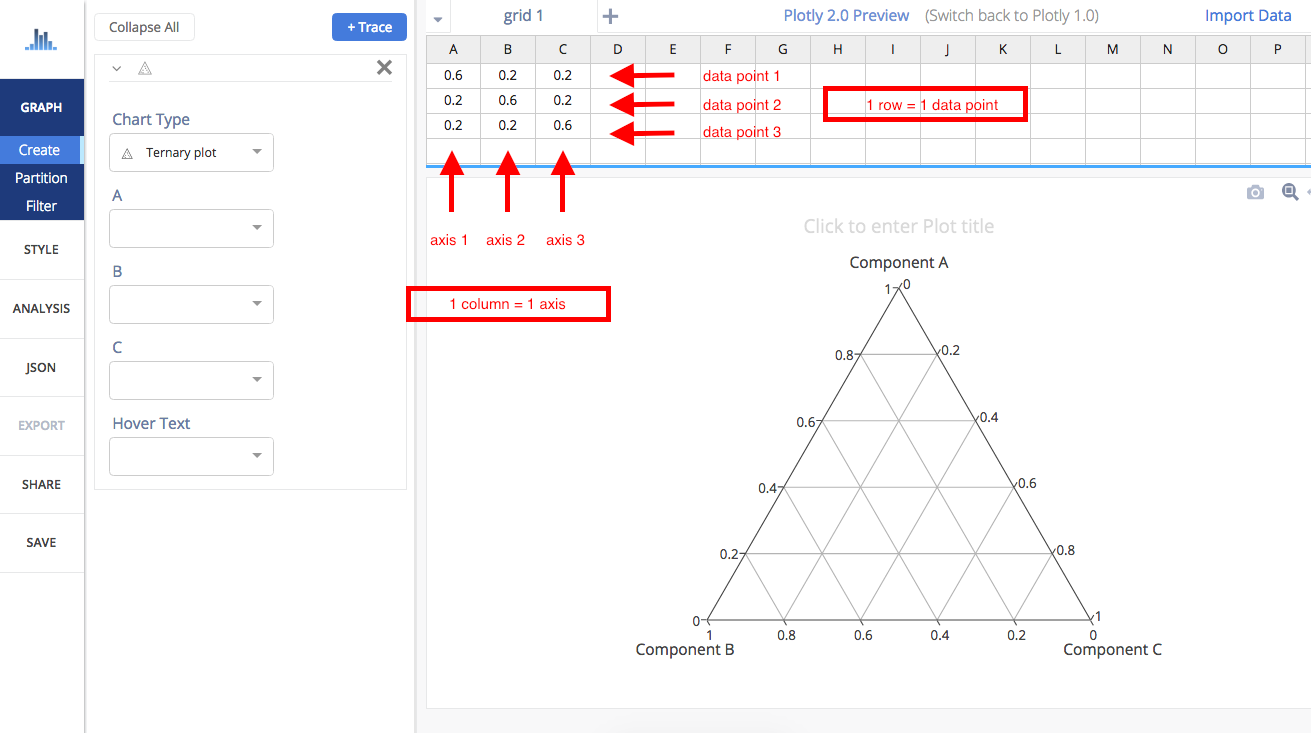 Collapse All
+ Trace
GRAPH
Create
Partition
Filter
STYLE
ANALYSIS
JSON
EXPORT
SHARE
SAVE
Chart Type
Ternary plot
A
B
C
Hover Text
grid 1
Plotly 2.0 Preview (Switch back to Plotly 1.0)
Import Data
A B C D E F G H I J K L M N O P
0.6 0.2 0.2 data point 1
0.2 0.6 0.2 data point 2
0.2 0.2 0.6 data point 3
1 row = 1 data point
axis 1 axis 2 axis 3
1 column = 1 axis
Click to enter Plot title
Component A
1 0
0.8 0.2
0.6 0.4
0.4 0.6
0.2 0.8
0 1
1 0.8 0.6 0.4 0.2 0
Component B Component C